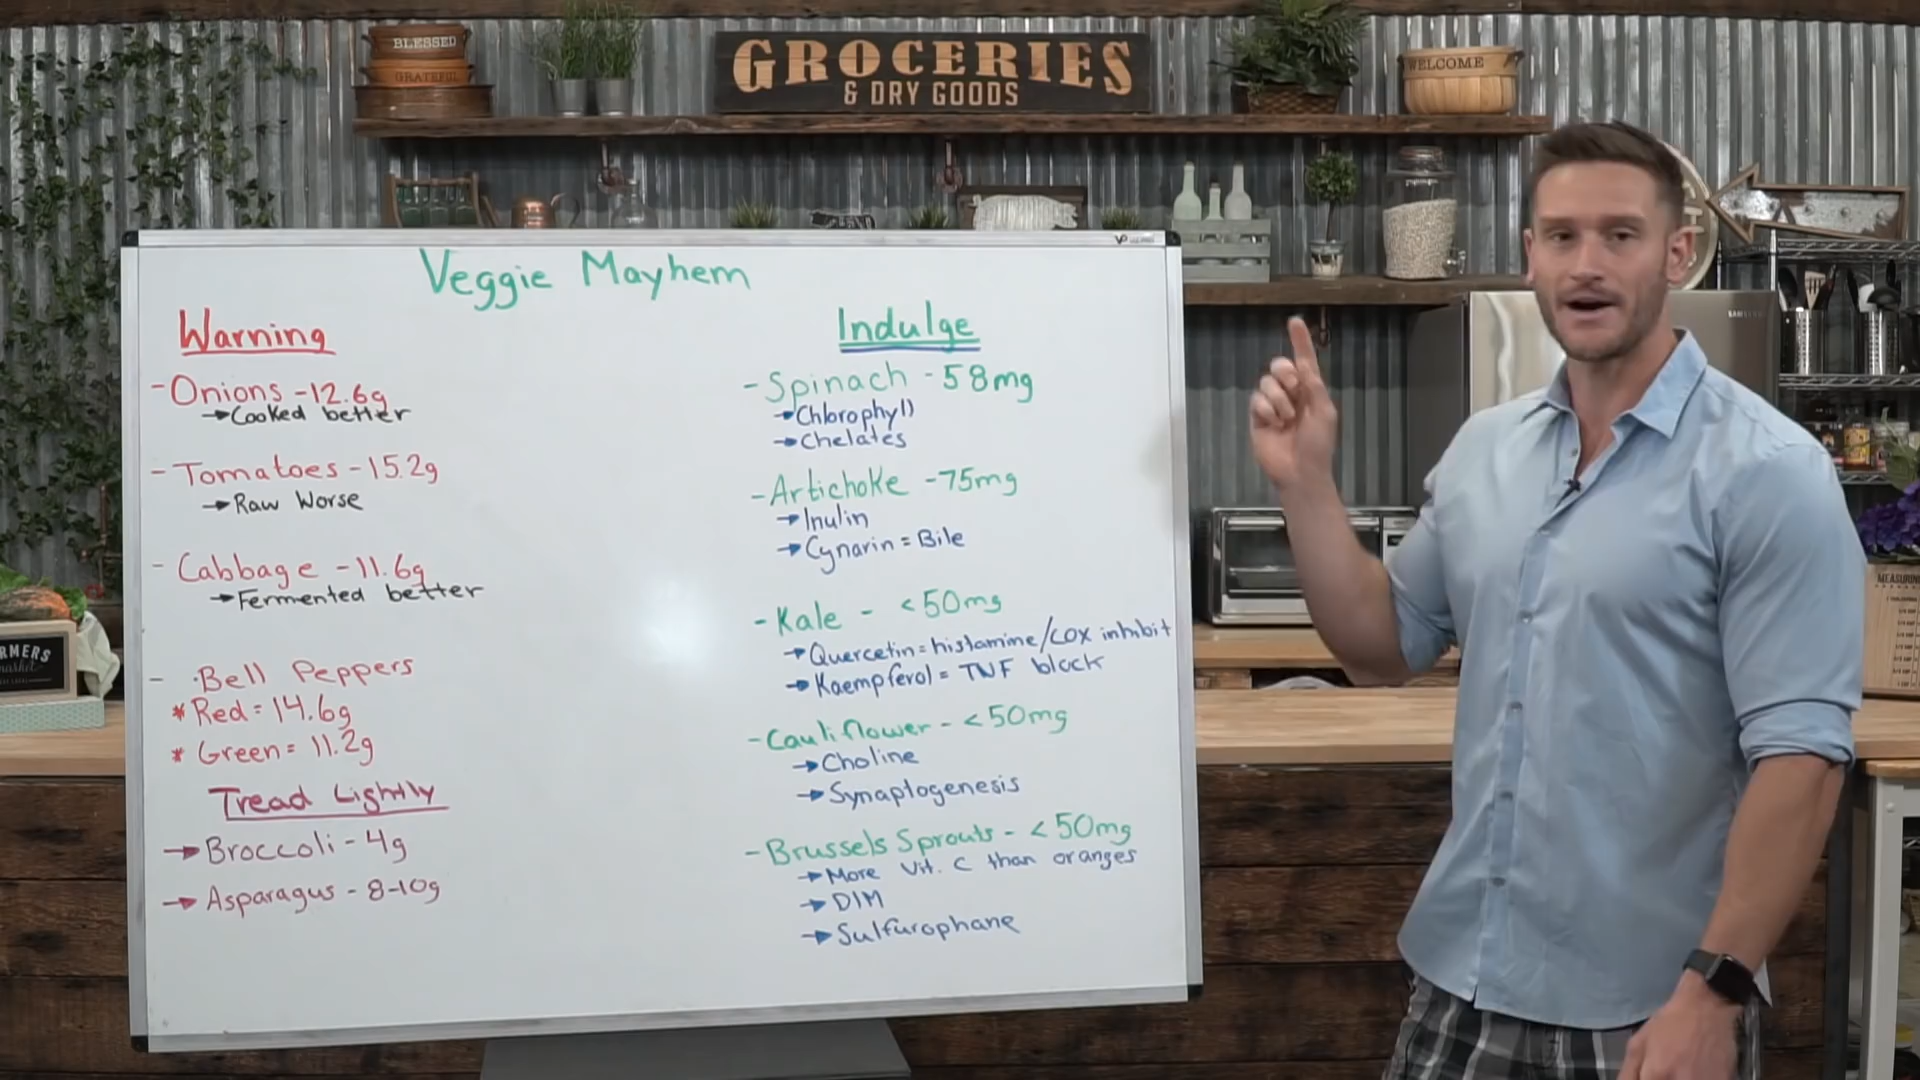 BLESSED
GRATEFUL
GROCERIES
& DRY GOODS
WELCOME
SAMSUNG
MEASURING
Veggie Mayhem
Warning
-Onions -12.6g
→Cooked better
-Tomatoes -15.2g
→Raw Worse
-Cabbage -11.6g
→Fermented better
- ·Bell Peppers
* Red = 14.6g
* Green = 11.2g
Tread Lightly
→Broccoli - 4g
→Asparagus - 8-10g
Indulge
-Spinach - 58mg
→Chlorophyll
→Chelates
-Artichoke -75mg
→Inulin
→Cynarin = Bile
-Kale - <50mg
→Quercetin = histamine/cox inhibit
→Kaempferol = TNF block
-Cauliflower - <50mg
→Choline
→Synaptogenesis
-Brussels Sprouts - <50mg
→More Vit. C than oranges
→DIM
→Sulfurophane